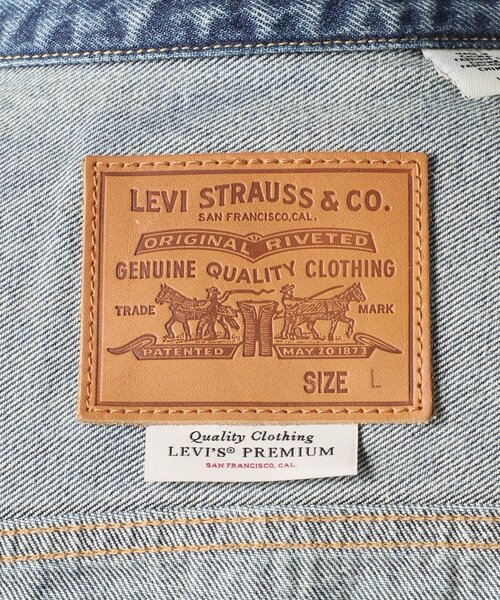 LEVI STRAUSS & CO.
SAN FRANCISCO, CAL.
ORIGINAL RIVETED
GENUINE QUALITY CLOTHING
TRADE MARK
PATENTED MAY 20 1873
SIZE L
Quality Clothing
LEVI'S® PREMIUM
SAN FRANCISCO, CAL.